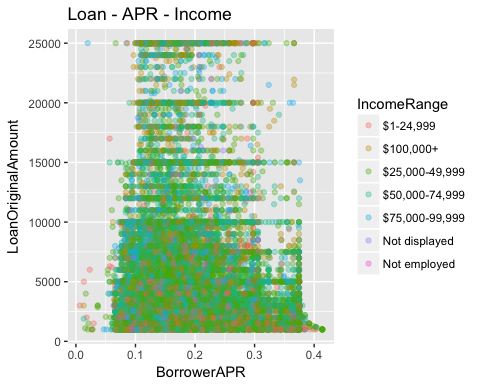 Loan - APR - Income
25000
20000
15000
10000
5000
0
LoanOriginalAmount
0.0 0.1 0.2 0.3 0.4
BorrowerAPR
IncomeRange
$1-24,999
$100,000+
$25,000-49,999
$50,000-74,999
$75,000-99,999
Not displayed
Not employed